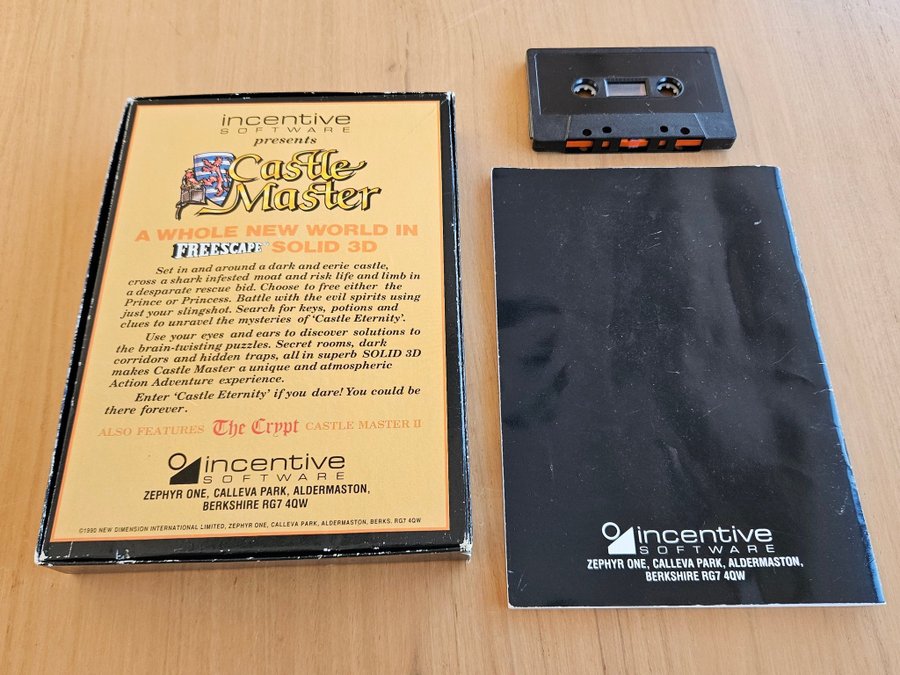 incentive
SOFTWARE
presents
Castle
Master
A WHOLE NEW WORLD IN
FREESCAPE™ SOLID 3D
Set in and around a dark and eerie castle,
cross a shark infested moat and risk life and limb in
a desparate rescue bid. Choose to free either the
Prince or Princess. Battle with the evil spirits using
just your slingshot. Search for keys, potions and
clues to unravel the mysteries of ‘Castle Eternity’.
Use your eyes and ears to discover solutions to
the brain-twisting puzzles. Secret rooms, dark
corridors and hidden traps, all in superb SOLID 3D
makes Castle Master a unique and atmospheric
Action Adventure experience.
Enter ‘Castle Eternity’ if you dare! You could be
there forever.
ALSO FEATURES The Crypt CASTLE MASTER II
incentive
SOFTWARE
ZEPHYR ONE, CALLEVA PARK, ALDERMASTON,
BERKSHIRE RG7 4QW
©1990 NEW DIMENSION INTERNATIONAL LIMITED, ZEPHYR ONE, CALLEVA PARK, ALDERMASTON, BERKS. RG7 4QW
incentive
SOFTWARE
ZEPHYR ONE, CALLEVA PARK, ALDERMASTON,
BERKSHIRE RG7 4QW